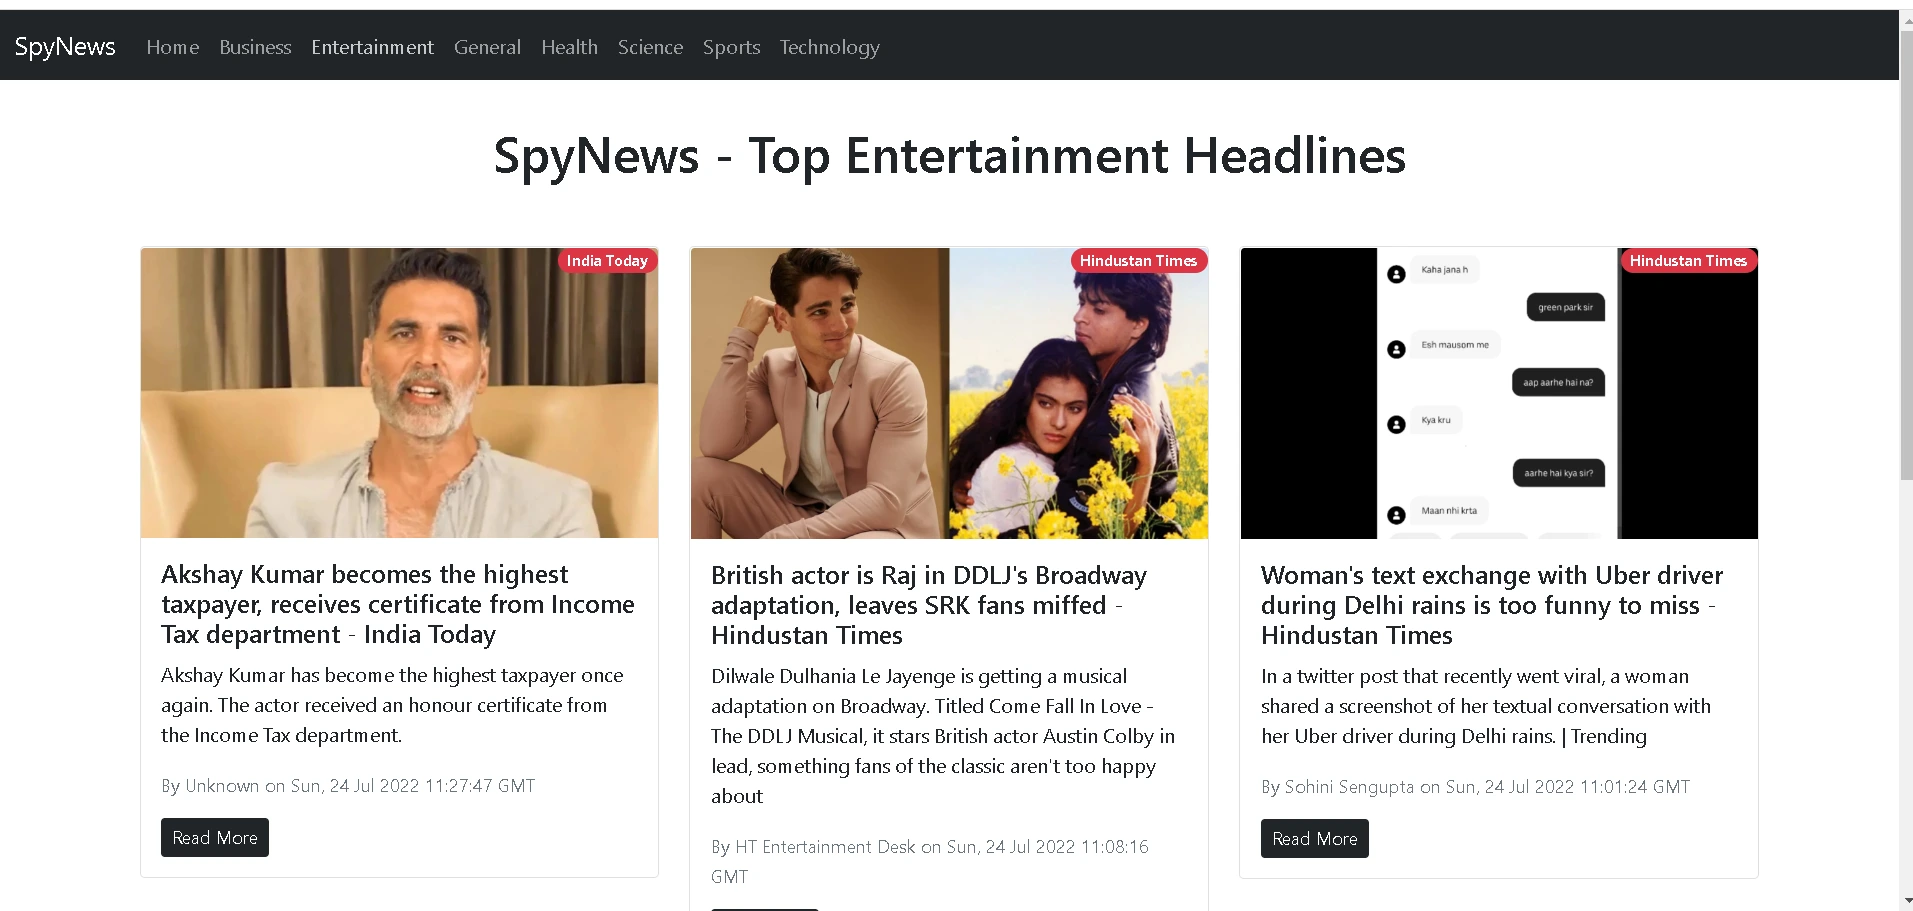 SpyNews Home Business Entertainment General Health Science Sports Technology
SpyNews - Top Entertainment Headlines
India Today
Akshay Kumar becomes the highest
taxpayer, receives certificate from Income
Tax department - India Today
Akshay Kumar has become the highest taxpayer once
again. The actor received an honour certificate from
the Income Tax department.
By Unknown on Sun, 24 Jul 2022 11:27:47 GMT
Read More
Hindustan Times
British actor is Raj in DDLJ's Broadway
adaptation, leaves SRK fans miffed -
Hindustan Times
Dilwale Dulhania Le Jayenge is getting a musical
adaptation on Broadway. Titled Come Fall In Love -
The DDLJ Musical, it stars British actor Austin Colby in
lead, something fans of the classic aren't too happy
about
By HT Entertainment Desk on Sun, 24 Jul 2022 11:08:16
GMT
Hindustan Times
Kaha jana h
green park sir
Esh mausom me
aap aarhe hai na?
Kya kru
aarhe hai kya sir?
Maan nhi krta
Woman's text exchange with Uber driver
during Delhi rains is too funny to miss -
Hindustan Times
In a twitter post that recently went viral, a woman
shared a screenshot of her textual conversation with
her Uber driver during Delhi rains. | Trending
By Sohini Sengupta on Sun, 24 Jul 2022 11:01:24 GMT
Read More